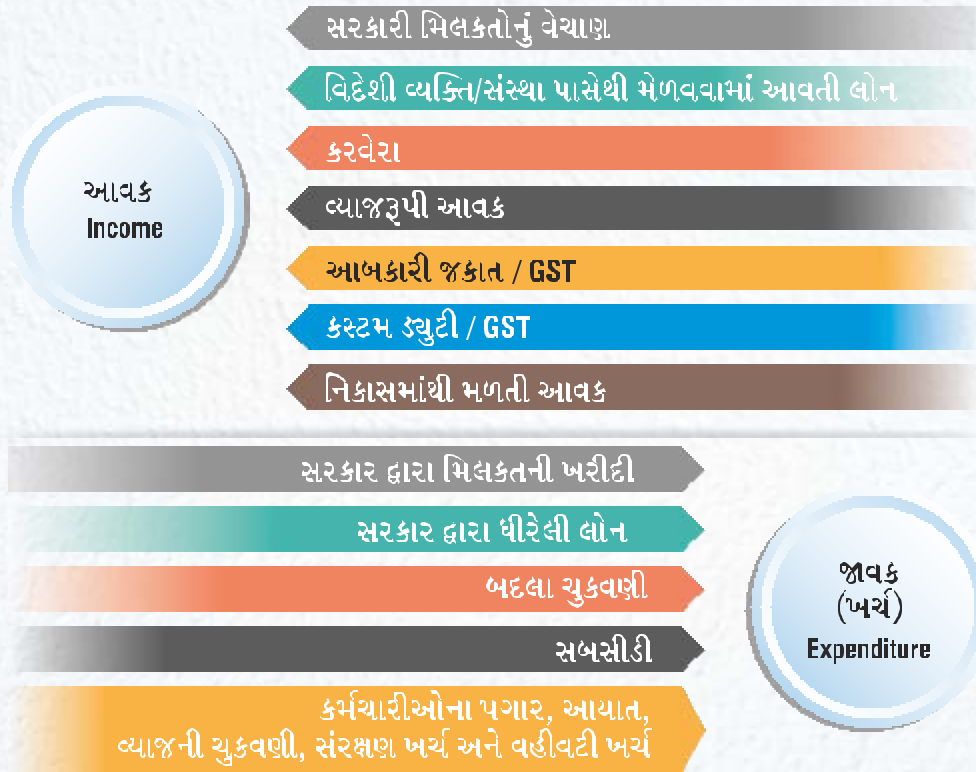 સરકારી મિલકતોનું વેચાણ
વિદેશી વ્યક્તિ/સંસ્થા પાસેથી મેળવવામાં આવતી લોન
કરવેરા
વ્યાજરૂપી આવક
આબકારી જકાત / GST
કસ્ટમ ડ્યુટી / GST
નિકાસમાંથી મળતી આવક
આવક
Income
સરકાર દ્વારા મિલકતની ખરીદી
સરકાર દ્વારા ધીરેલી લોન
બદલા ચુકવણી
સબસીડી
કર્મચારીઓના પગાર, આયાત,
વ્યાજની ચુકવણી, સંરક્ષણ ખર્ચ અને વહીવટી ખર્ચ
જાવક
(ખર્ચ)
Expenditure